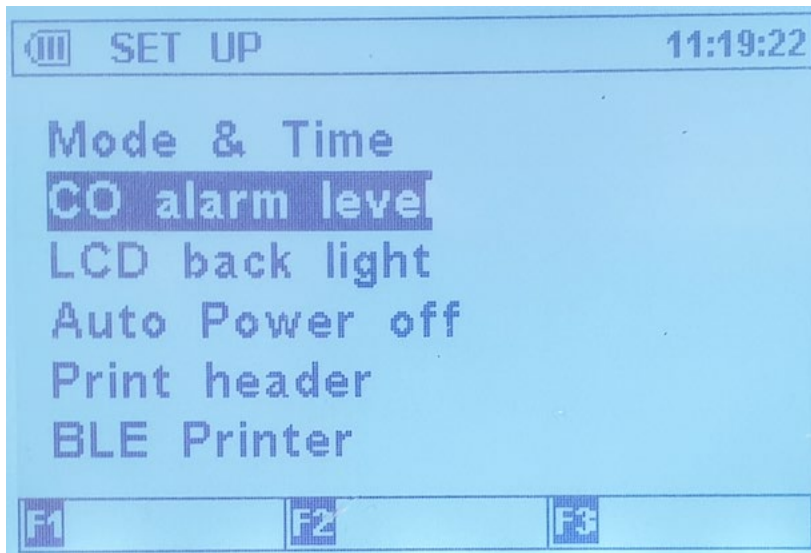 SET UP 11:19:22
Mode & Time
CO alarm level
LCD back light
Auto Power off
Print header
BLE Printer
F1 F2 F3